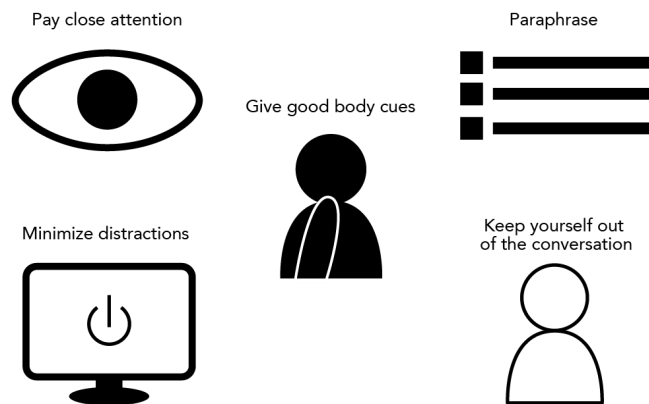 Pay close attention
Paraphrase
Give good body cues
Minimize distractions
Keep yourself out
of the conversation